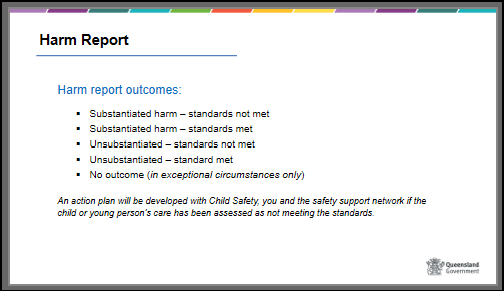 Harm Report
Harm report outcomes:
▪ Substantiated harm – standards not met
▪ Substantiated harm – standards met
▪ Unsubstantiated – standards not met
▪ Unsubstantiated – standard met
▪ No outcome (in exceptional circumstances only)
An action plan will be developed with Child Safety, you and the safety support network if the
child or young person's care has been assessed as not meeting the standards.
Queensland
Government